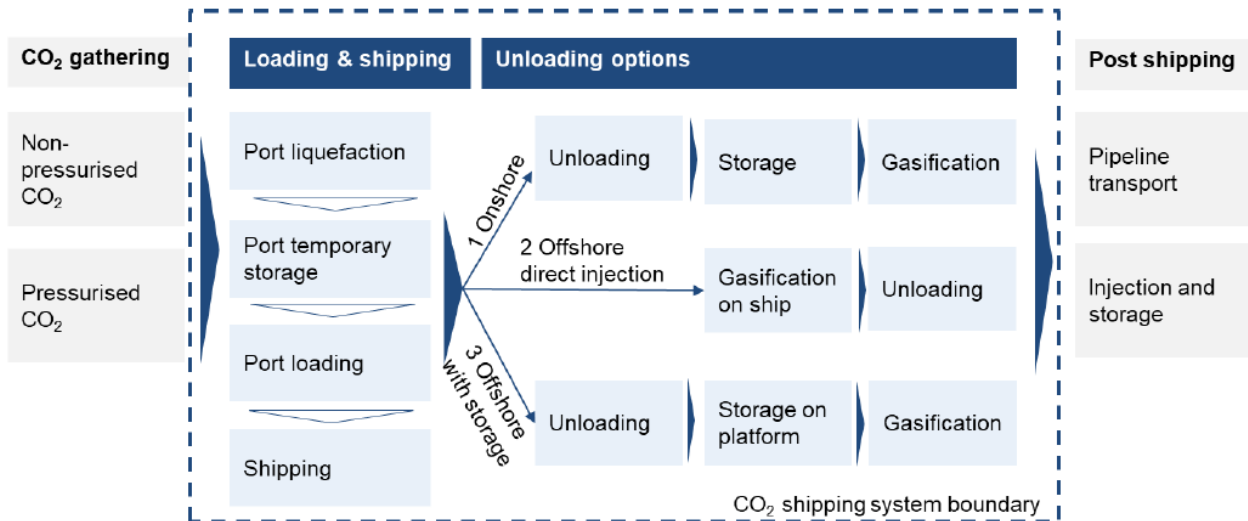 CO₂ gathering
Non-
pressurised
CO₂
Pressurised
CO₂
Loading & shipping
Port liquefaction
Port temporary
storage
Port loading
Shipping
Unloading options
1 Onshore
Unloading
Storage
Gasification
2 Offshore
direct injection
Gasification
on ship
Unloading
3 Offshore
with storage
Unloading
Storage on
platform
Gasification
CO₂ shipping system boundary
Post shipping
Pipeline
transport
Injection and
storage